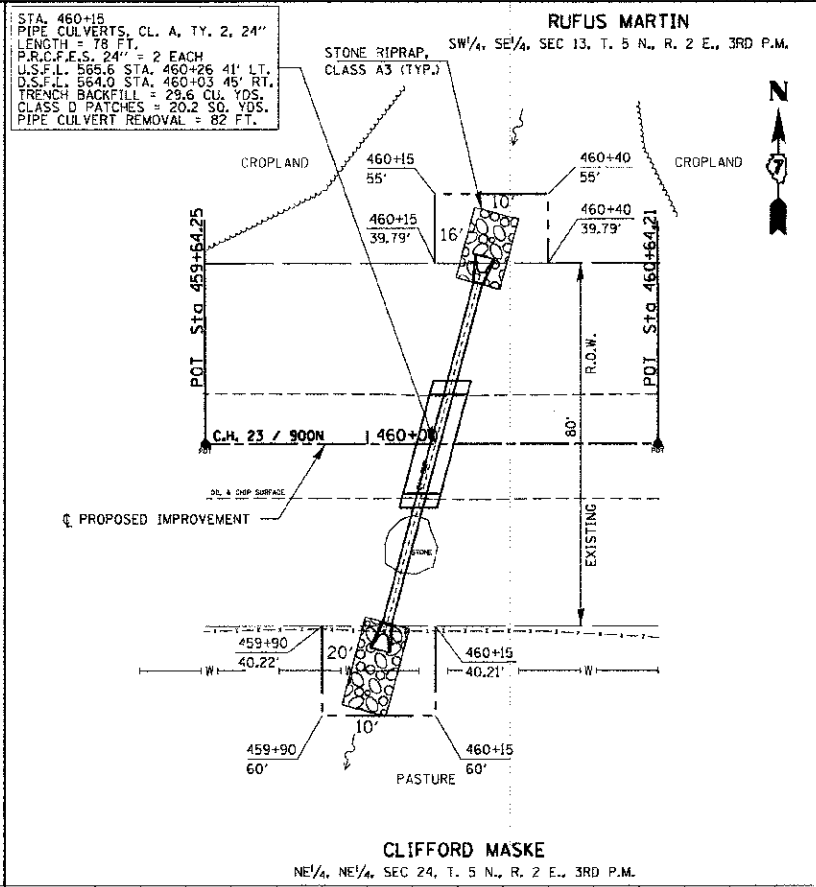 STA. 460+15
PIPE CULVERTS, CL. A, TY. 2, 24''
LENGTH = 78 FT.
P.R.C.F.E.S. 24'' = 2 EACH
U.S.F.L. 565.6 STA. 460+26 41' LT.
D.S.F.L. 564.0 STA. 460+03 45' RT.
TRENCH BACKFILL = 29.6 CU. YDS.
CLASS D PATCHES = 20.2 SQ. YDS.
PIPE CULVERT REMOVAL = 82 FT.
RUFUS MARTIN
SW1/4, SE1/4, SEC 13, T. 5 N., R. 2 E., 3RD P.M.
STONE RIPRAP,
CLASS A3 (TYP.)
N
7
CROPLAND
460+15
55'
460+40
55'
CROPLAND
10'
460+15
39.79'
16'
460+40
39.79'
POT Sta 459+64.25
POT Sta 460+64.21
R.O.W.
80'
EXISTING
C.H. 23 / 900N
460+00
POT
POT
OIL & CHIP SURFACE
℄ PROPOSED IMPROVEMENT
STONE
459+90
40.22'
20'
460+15
40.21'
W
W
W
10'
459+90
60'
460+15
60'
PASTURE
CLIFFORD MASKE
NE1/4, NE1/4, SEC 24, T. 5 N., R. 2 E., 3RD P.M.